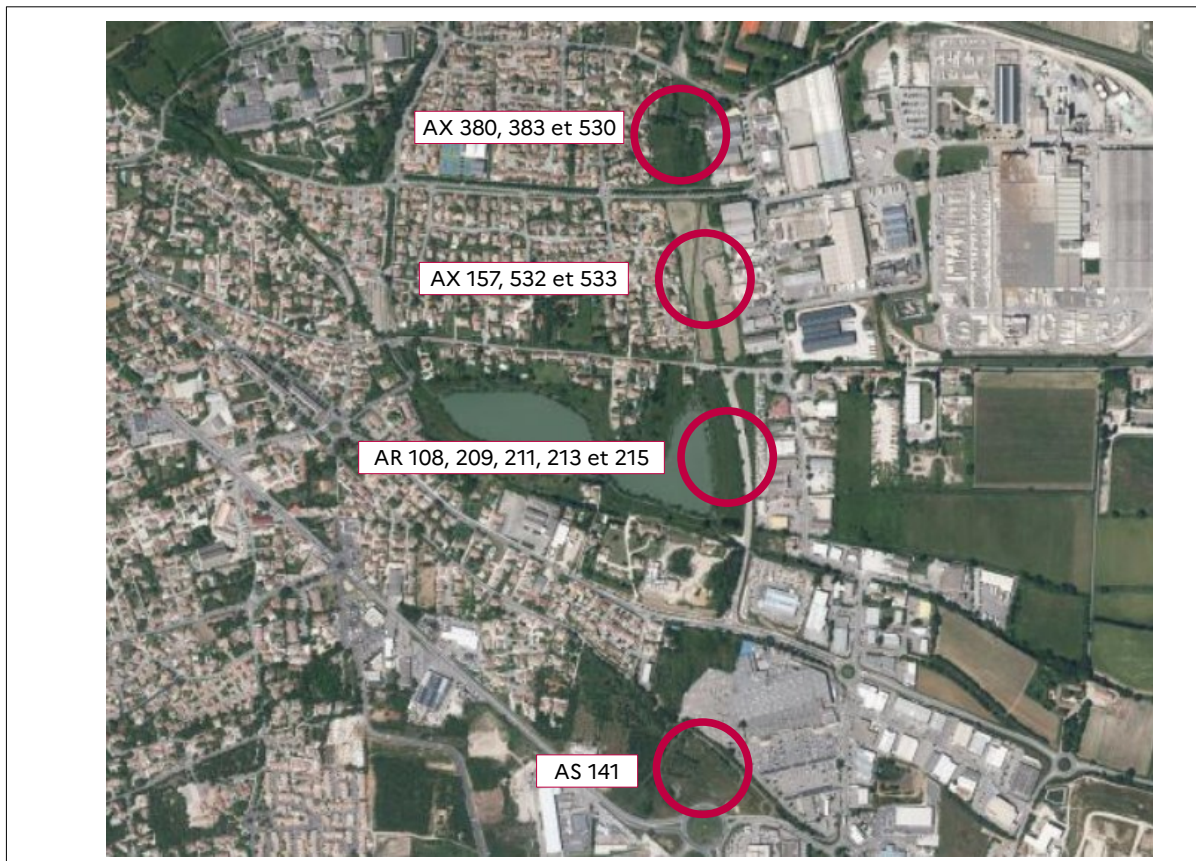 AX 380, 383 et 530
AX 157, 532 et 533
AR 108, 209, 211, 213 et 215
AS 141